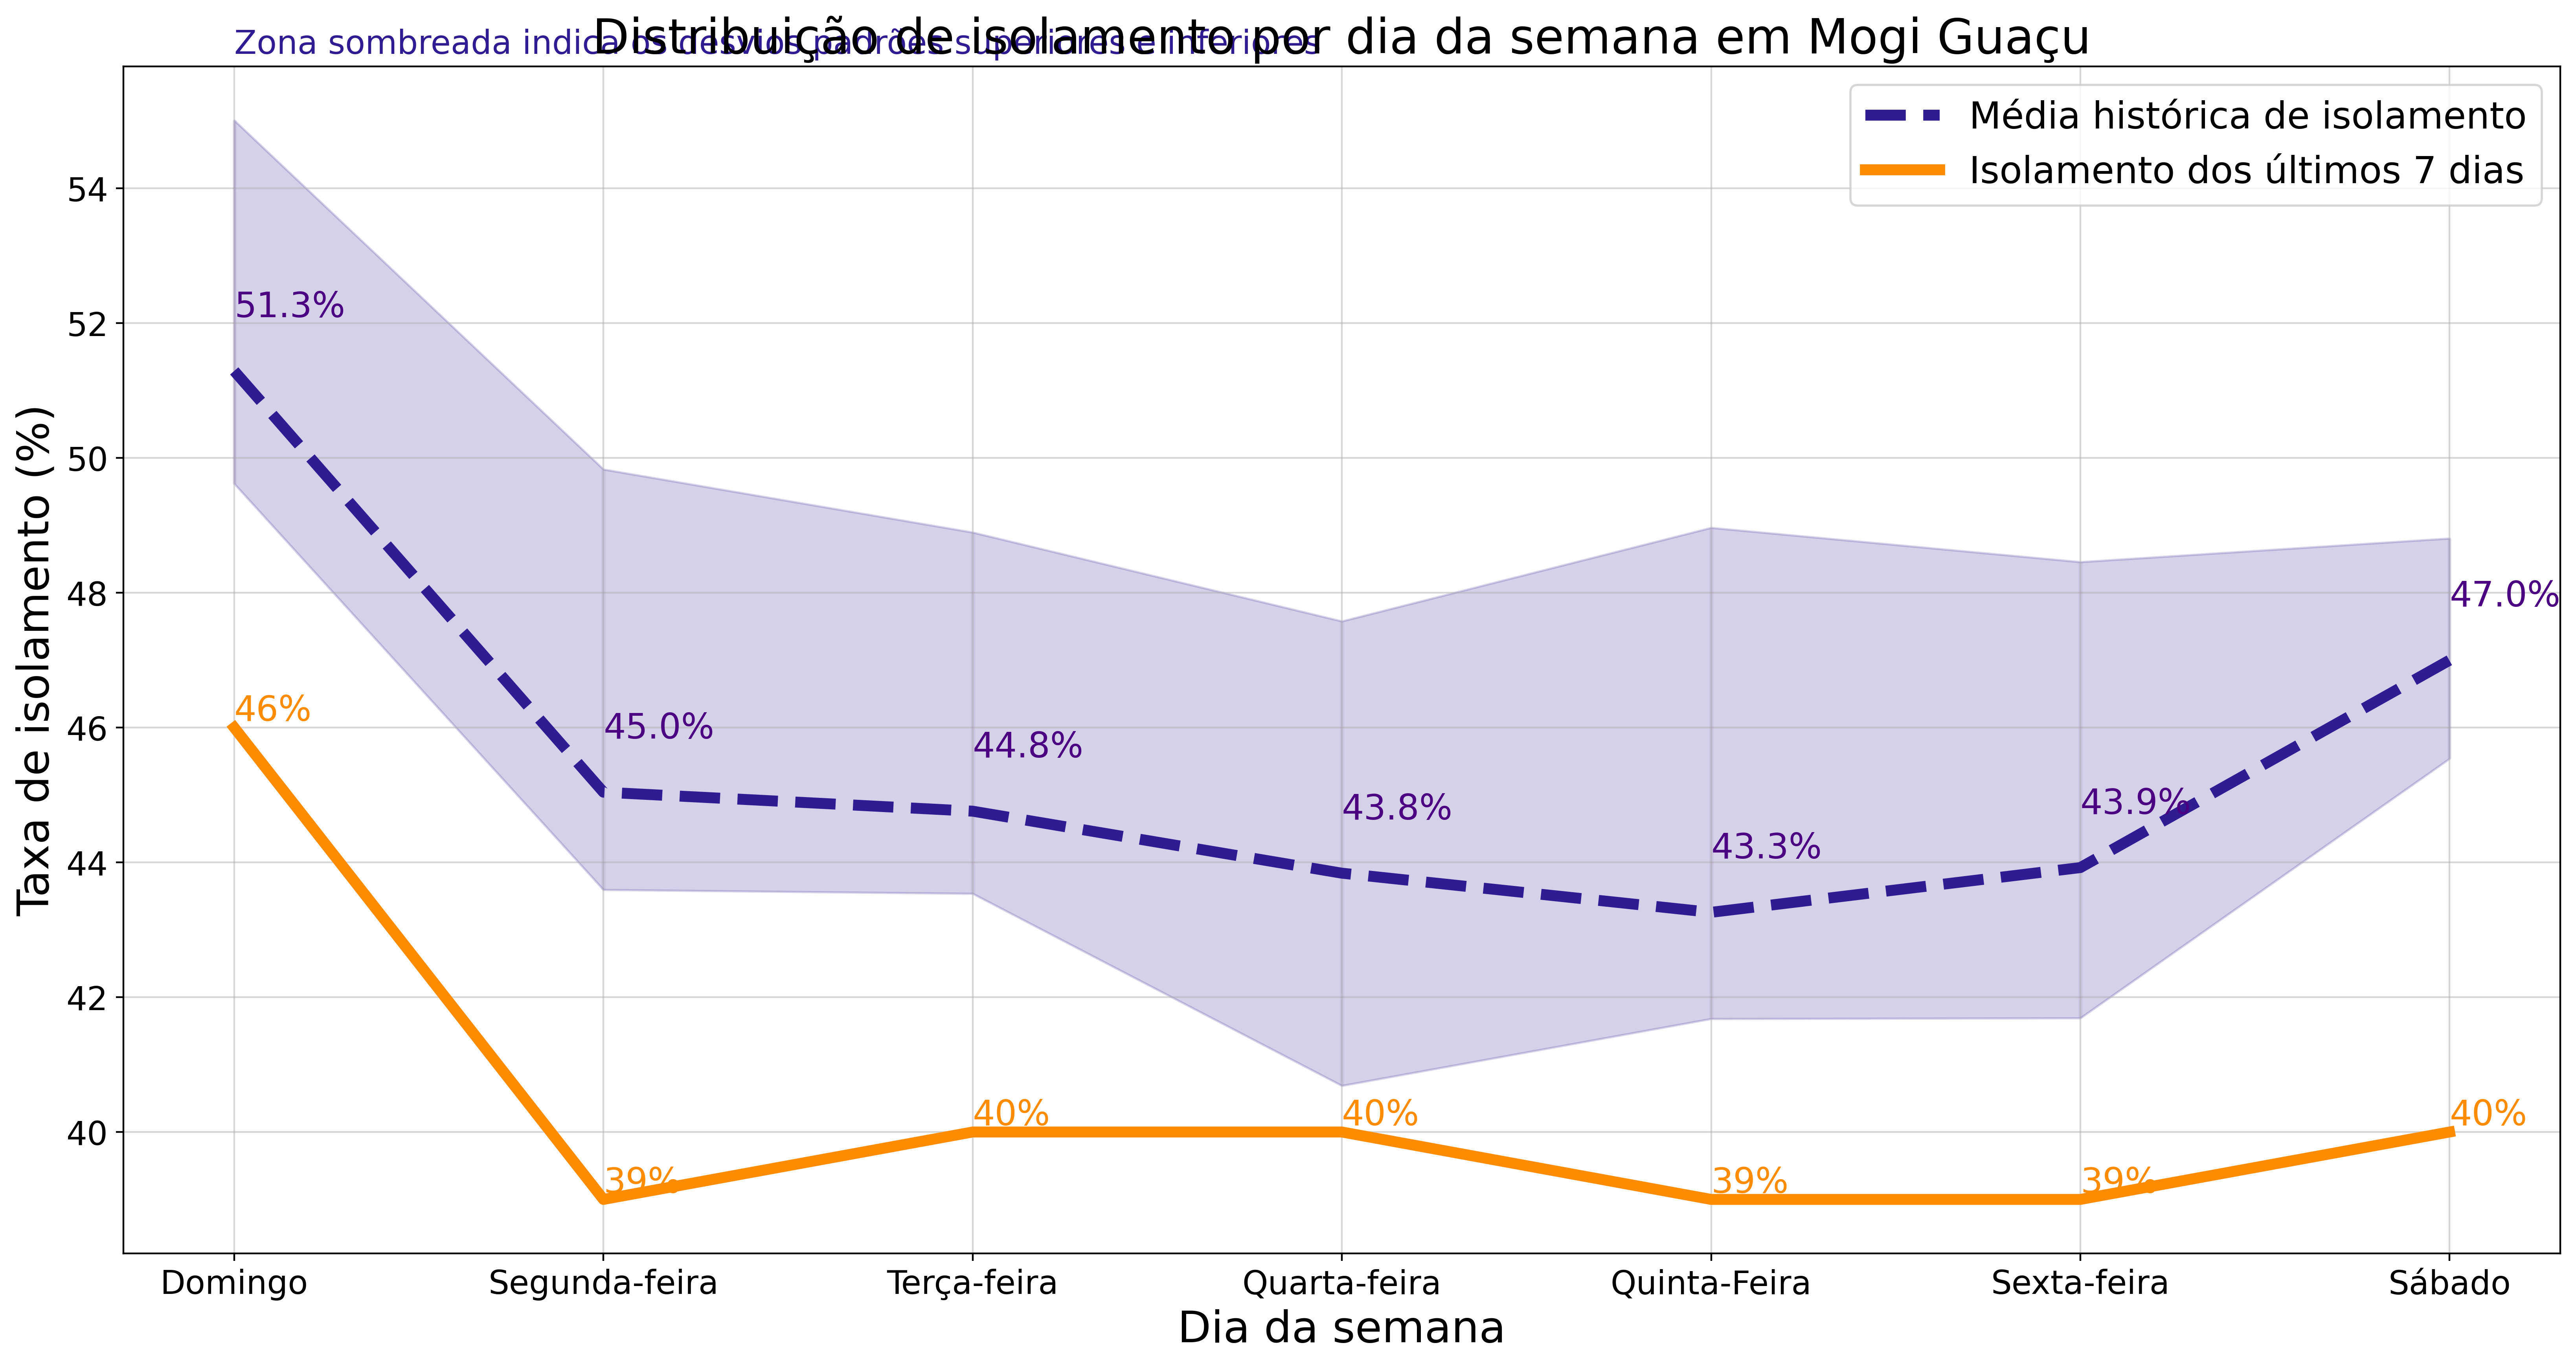 Distribuição de isolamento por dia da semana em Mogi Guaçu
Zona sombreada indica os desvios padrões superiores e inferiores
Média histórica de isolamento
Isolamento dos últimos 7 dias
Taxa de isolamento (%)
54
52
50
48
46
44
42
40
51.3%
45.0%
44.8%
43.8%
43.3%
43.9%
47.0%
46%
39%
40%
40%
39%
39%
40%
Domingo
Segunda-feira
Terça-feira
Quarta-feira
Quinta-Feira
Sexta-feira
Sábado
Dia da semana